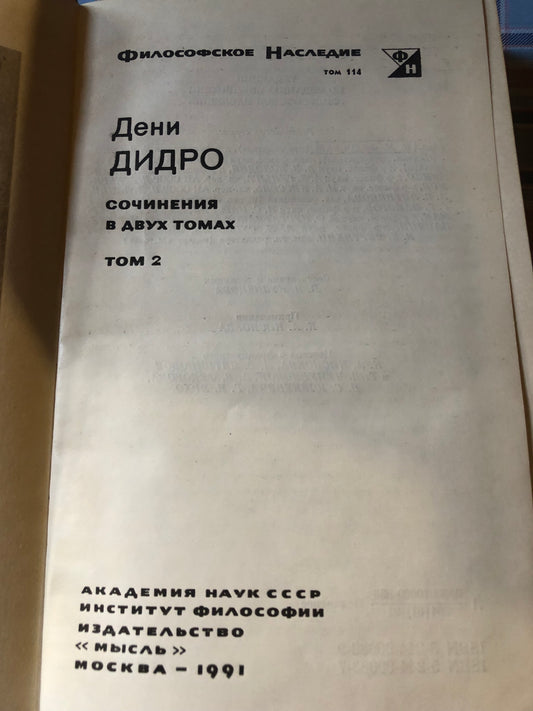 Философское Наследие
том 114
ФН
Дени
ДИДРО
СОЧИНЕНИЯ
В ДВУХ ТОМАХ
ТОМ 2
АКАДЕМИЯ НАУК СССР
ИНСТИТУТ ФИЛОСОФИИ
ИЗДАТЕЛЬСТВО
«МЫСЛЬ»
МОСКВА – 1991